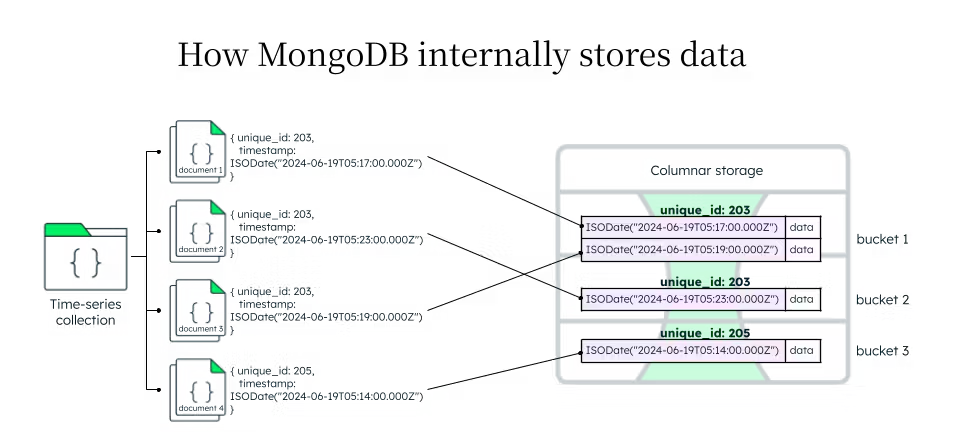 How MongoDB internally stores data
{ unique_id: 203,
timestamp:
ISODate("2024-06-19T05:17:00.000Z")
}
document 1
{ unique_id: 203,
timestamp:
ISODate("2024-06-19T05:23:00.000Z")
}
document 2
{ unique_id: 203,
timestamp:
ISODate("2024-06-19T05:19:00.000Z")
}
document 3
{ unique_id: 205,
timestamp:
ISODate("2024-06-19T05:14:00.000Z")
}
document 4
{ }
{ }
{ }
{ }
{ }
Time-series
collection
Columnar storage
unique_id: 203
ISODate("2024-06-19T05:17:00.000Z") data
ISODate("2024-06-19T05:19:00.000Z") data
bucket 1
unique_id: 203
ISODate("2024-06-19T05:23:00.000Z") data
bucket 2
unique_id: 205
ISODate("2024-06-19T05:14:00.000Z") data
bucket 3